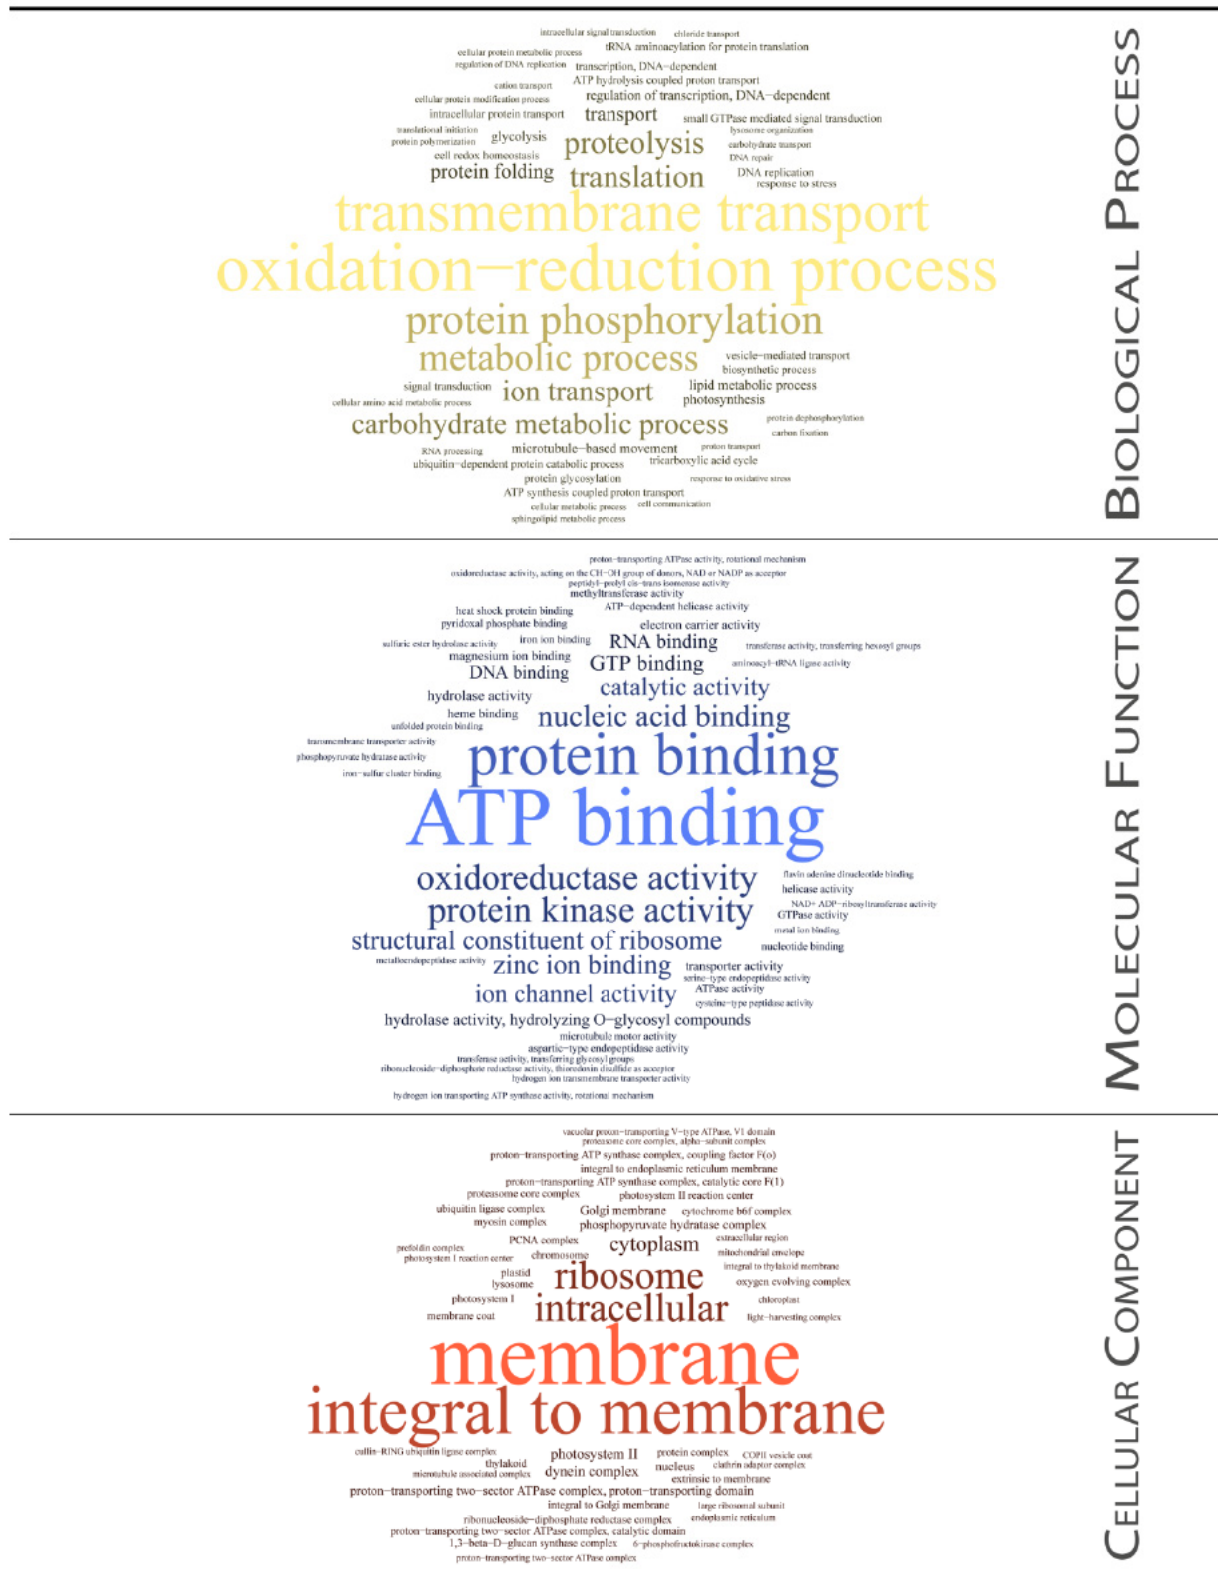 intracellular signal transduction chloride transport
cellular protein metabolic process tRNA aminoacylation for protein translation
regulation of DNA replication transcription, DNA−dependent
cation transport ATP hydrolysis coupled proton transport
cellular protein modification process regulation of transcription, DNA−dependent
intracellular protein transport transport small GTPase mediated signal transduction
translational initiation glycolysis proteolysis lysosome organization
protein polymerization carbohydrate transport
cell redox homeostasis DNA repair
protein folding translation DNA replication
response to stress
transmembrane transport
oxidation−reduction process
protein phosphorylation
metabolic process vesicle−mediated transport
biosynthetic process
signal transduction ion transport lipid metabolic process
cellular amino acid metabolic process photosynthesis
carbohydrate metabolic process protein dephosphorylation
carbon fixation
RNA processing microtubule−based movement proton transport
ubiquitin−dependent protein catabolic process tricarboxylic acid cycle
protein glycosylation response to oxidative stress
ATP synthesis coupled proton transport
cellular metabolic process cell communication
sphingolipid metabolic process
BIOLOGICAL PROCESS
proton−transporting ATPase activity, rotational mechanism
oxidoreductase activity, acting on the CH−OH group of donors, NAD or NADP as acceptor
peptidyl−prolyl cis−trans isomerase activity
methyltransferase activity
heat shock protein binding ATP−dependent helicase activity
pyridoxal phosphate binding electron carrier activity
sulfuric ester hydrolase activity iron ion binding RNA binding transferase activity, transferring hexosyl groups
magnesium ion binding GTP binding aminoacyl−tRNA ligase activity
DNA binding
hydrolase activity catalytic activity
heme binding nucleic acid binding
unfolded protein binding
transmembrane transporter activity protein binding
phosphopyruvate hydratase activity
iron−sulfur cluster binding
ATP binding
oxidoreductase activity flavin adenine dinucleotide binding
helicase activity
protein kinase activity NAD+ ADP−ribosyltransferase activity
GTPase activity
structural constituent of ribosome metal ion binding
nucleotide binding
metalloendopeptidase activity zinc ion binding transporter activity
serine−type endopeptidase activity
ion channel activity ATPase activity
cysteine−type peptidase activity
hydrolase activity, hydrolyzing O−glycosyl compounds
microtubule motor activity
aspartic−type endopeptidase activity
transferase activity, transferring glycosyl groups
ribonucleoside−diphosphate reductase activity, thioredoxin disulfide as acceptor
hydrogen ion transmembrane transporter activity
hydrogen ion transporting ATP synthase activity, rotational mechanism
MOLECULAR FUNCTION
vacuolar proton−transporting V−type ATPase, V1 domain
proteasome core complex, alpha−subunit complex
proton−transporting ATP synthase complex, coupling factor F(o)
integral to endoplasmic reticulum membrane
proton−transporting ATP synthase complex, catalytic core F(1)
proteasome core complex photosystem II reaction center
ubiquitin ligase complex Golgi membrane cytochrome b6f complex
myosin complex phosphopyruvate hydratase complex
PCNA complex cytoplasm extracellular region
prefoldin complex chromosome mitochondrial envelope
photosystem I reaction center integral to thylakoid membrane
plastid ribosome oxygen evolving complex
lysosome
photosystem I intracellular chloroplast
membrane coat light−harvesting complex
membrane
integral to membrane
cullin−RING ubiquitin ligase complex photosystem II protein complex COPII vesicle coat
thylakoid nucleus clathrin adaptor complex
microtubule associated complex dynein complex extrinsic to membrane
proton−transporting two−sector ATPase complex, proton−transporting domain
integral to Golgi membrane large ribosomal subunit
ribonucleoside−diphosphate reductase complex endoplasmic reticulum
proton−transporting two−sector ATPase complex, catalytic domain
1,3−beta−D−glucan synthase complex 6−phosphofructokinase complex
proton−transporting two−sector ATPase complex
CELLULAR COMPONENT